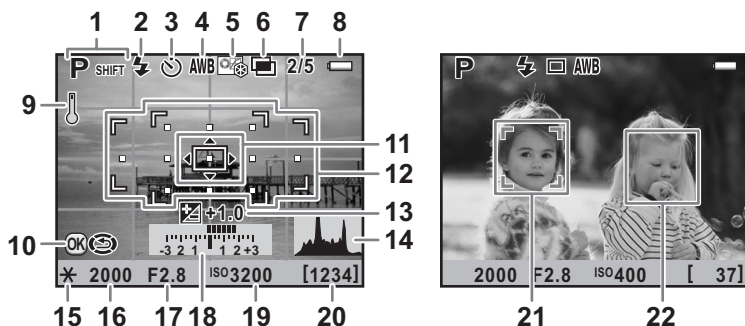 1 2 3 4 5 6 7 8
P SHIFT AWB 2/5
9
11
12
+1.0 13
10 OK 14
-3 2 1 1 2 +3
2000 F2.8 ISO3200 [1234]
15 16 17 18 19 20
P AWB
2000 F2.8 ISO400 [ 37]
21 22